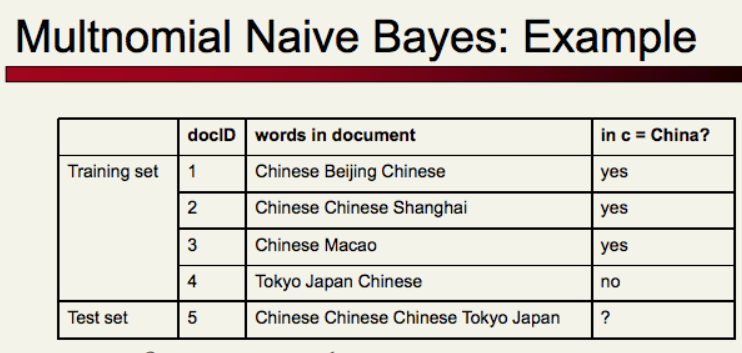 Multnomial Naive Bayes: Example
docID words in document in c = China?
Training set 1 Chinese Beijing Chinese yes
2 Chinese Chinese Shanghai yes
3 Chinese Macao yes
4 Tokyo Japan Chinese no
Test set 5 Chinese Chinese Chinese Tokyo Japan ?